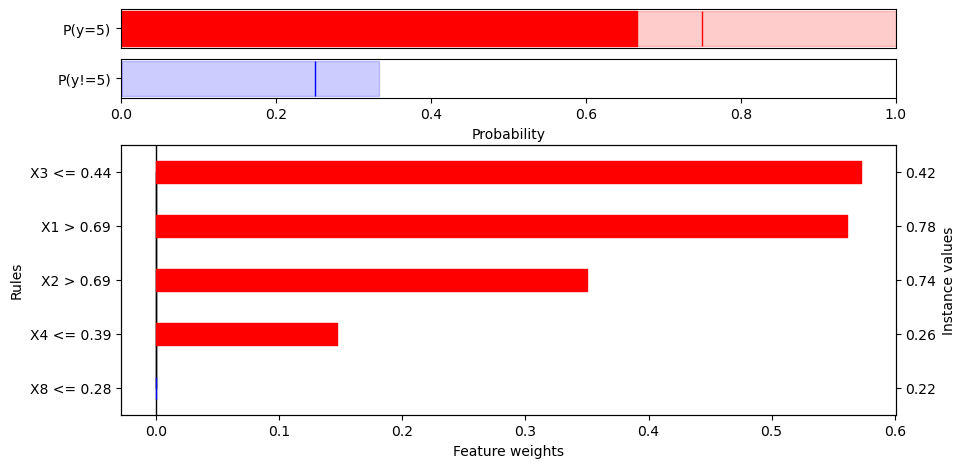 P(y=5)
P(y!=5)
0.0 0.2 0.4 0.6 0.8 1.0
Probability
X3 <= 0.44 0.42
X1 > 0.69 0.78
X2 > 0.69 0.74
X4 <= 0.39 0.26
X8 <= 0.28 0.22
Rules
Instance values
0.0 0.1 0.2 0.3 0.4 0.5 0.6
Feature weights